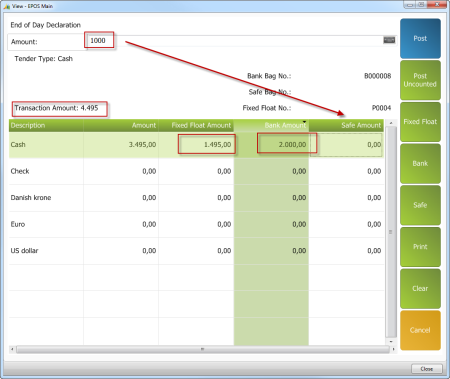 View - EPOS Main
End of Day Declaration
Amount: 1000
Tender Type: Cash
Bank Bag No.: B000008
Safe Bag No.:
Transaction Amount: 4.495 Fixed Float No.: P0004
Description Amount Fixed Float Amount Bank Amount Safe Amount
Cash 3.495,00 1.495,00 2.000,00 0,00
Check 0,00 0,00 0,00 0,00
Danish krone 0,00 0,00 0,00 0,00
Euro 0,00 0,00 0,00 0,00
US dollar 0,00 0,00 0,00 0,00
Post
Post
Uncounted
Fixed Float
Bank
Safe
Print
Clear
Cancel
Close